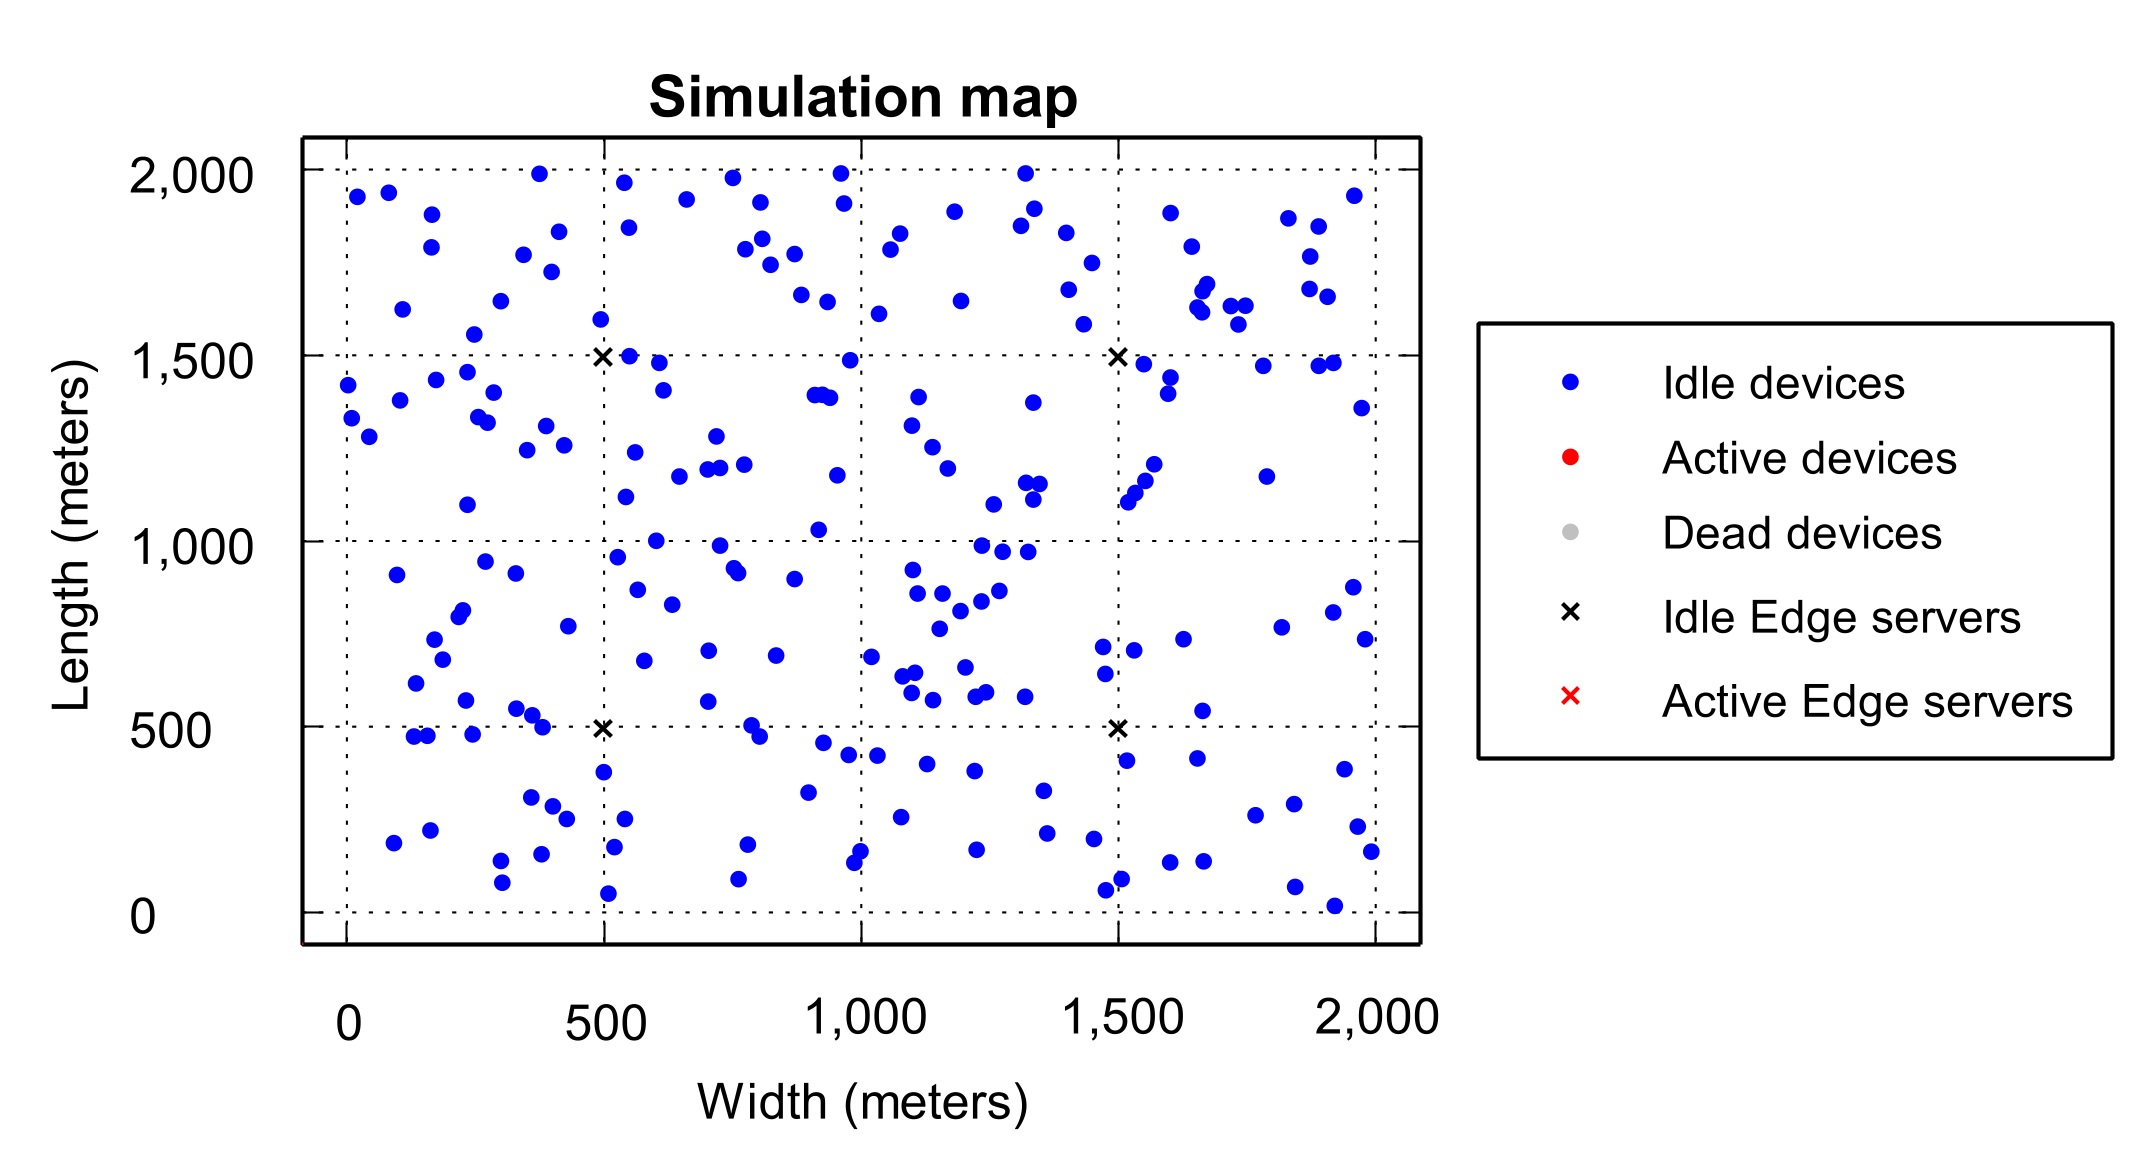 Simulation map
2,000
1,500
1,000
500
0
Length (meters)
0
500
1,000
1,500
2,000
Width (meters)
Idle devices
Active devices
Dead devices
Idle Edge servers
Active Edge servers